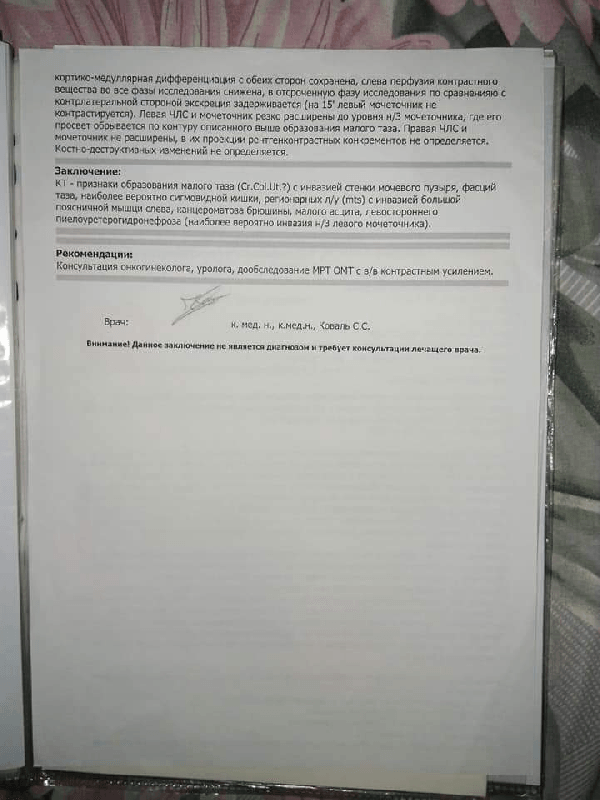 кортико-медуллярная дифференциация с обеих сторон сохранена, слева перфузия контрастного
вещества во все фазы исследования снижена, в отсроченную фазу исследования по сравнению с
контрлатеральной стороной экскреция задерживается (на 15' левый мочеточник не
контрастируется). Левая ЧЛС и мочеточник резко расширены до уровня н/3 мочеточника, где его
просвет обрывается по контуру описанного выше образования малого таза. Правая ЧЛС и
мочеточник не расширены, в их проекции рентгенконтрастных конкрементов не определяется.
Костно-деструктивных изменений не определяется.
Заключение:
КТ - признаки образования малого таза (Cr.Col.Ut.?) с инвазией стенки мочевого пузыря, фасций
таза, наиболее вероятно сигмовидной кишки, регионарных л/у (mts) с инвазией большой
поясничной мышци слева, канцероматоза брюшины, малого асцита, левостороннего
пиелоуретерогидронефроза (наиболее вероятно инвазия н/3 левого мочеточника).
Рекомендации:
Консультация онкогинеколога, уролога, дообследование МРТ ОМТ с в/в контрастным усилением.
Врач: к. мед. н., к.мед.н., Коваль С.С.
Внимание! Данное заключение не является диагнозом и требует консультации лечащего врача.